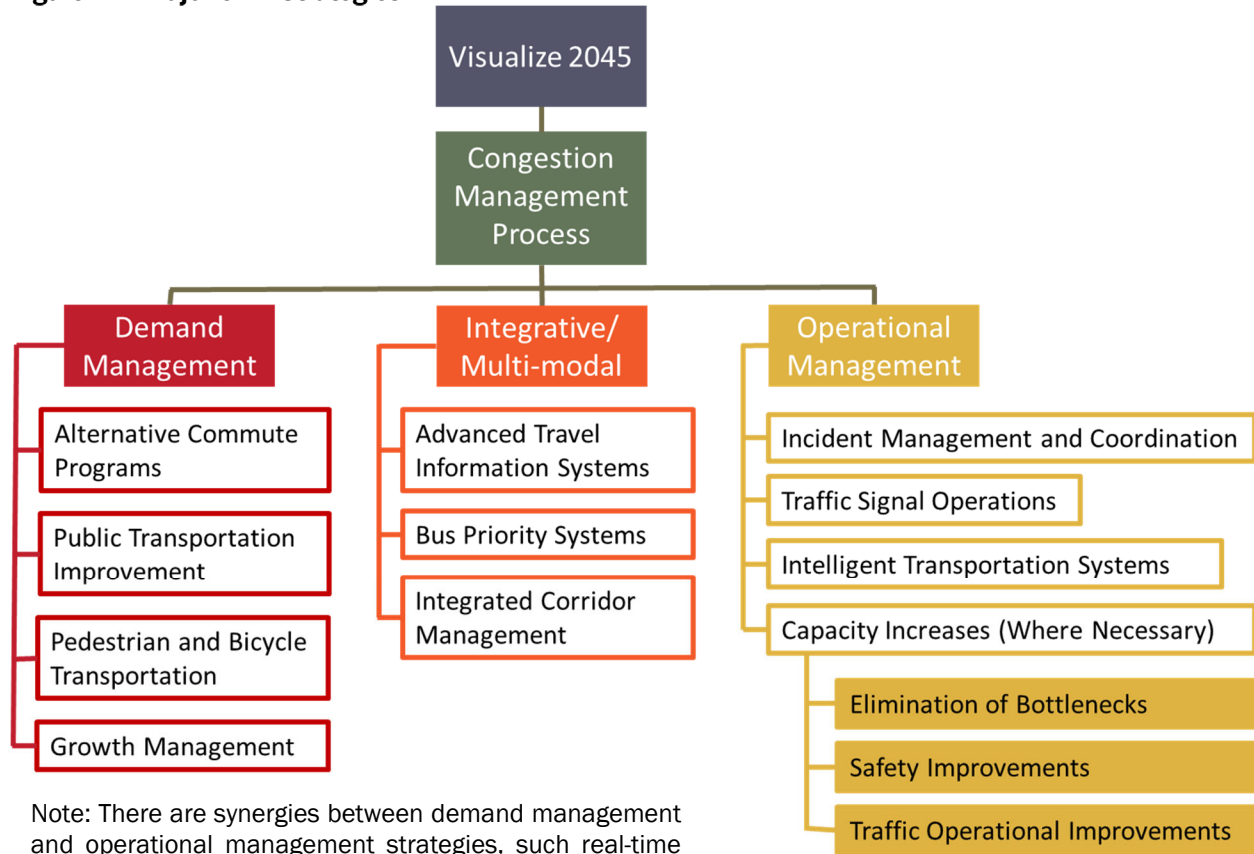 Visualize 2045
Congestion
Management
Process
Demand
Management
Alternative Commute
Programs
Public Transportation
Improvement
Pedestrian and Bicycle
Transportation
Growth Management
Integrative/
Multi-modal
Advanced Travel
Information Systems
Bus Priority Systems
Integrated Corridor
Management
Operational
Management
Incident Management and Coordination
Traffic Signal Operations
Intelligent Transportation Systems
Capacity Increases (Where Necessary)
Elimination of Bottlenecks
Safety Improvements
Traffic Operational Improvements
Note: There are synergies between demand management
and operational management strategies, such real-time